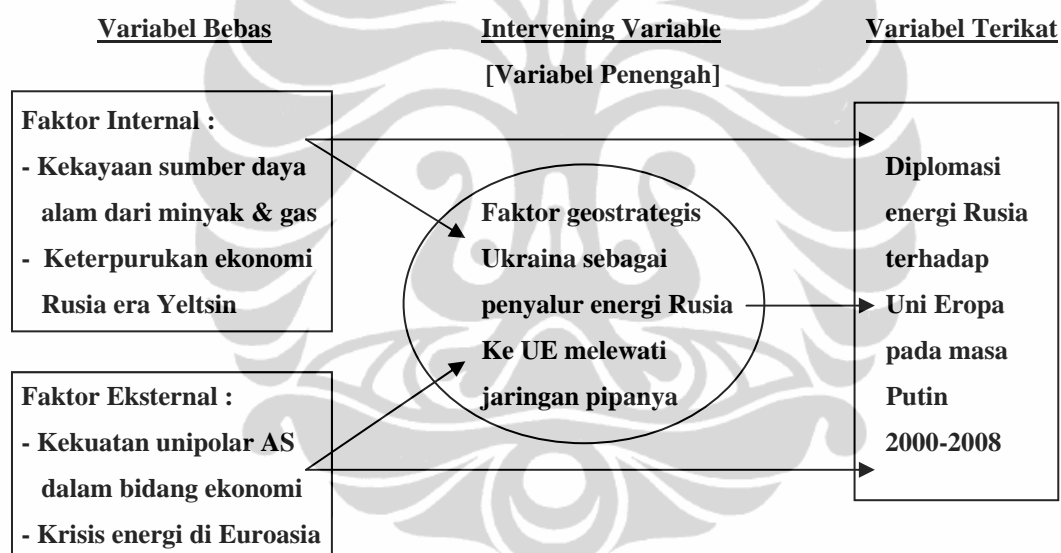 Variabel Bebas
Intervening Variable
[Variabel Penengah]
Variabel Terikat
Faktor Internal :
- Kekayaan sumber daya
alam dari minyak & gas
- Keterpurukan ekonomi
Rusia era Yeltsin
Faktor Eksternal :
- Kekuatan unipolar AS
dalam bidang ekonomi
- Krisis energi di Euroasia
Faktor geostrategis
Ukraina sebagai
penyalur energi Rusia
Ke UE melewati
jaringan pipanya
Diplomasi
energi Rusia
terhadap
Uni Eropa
pada masa
Putin
2000-2008